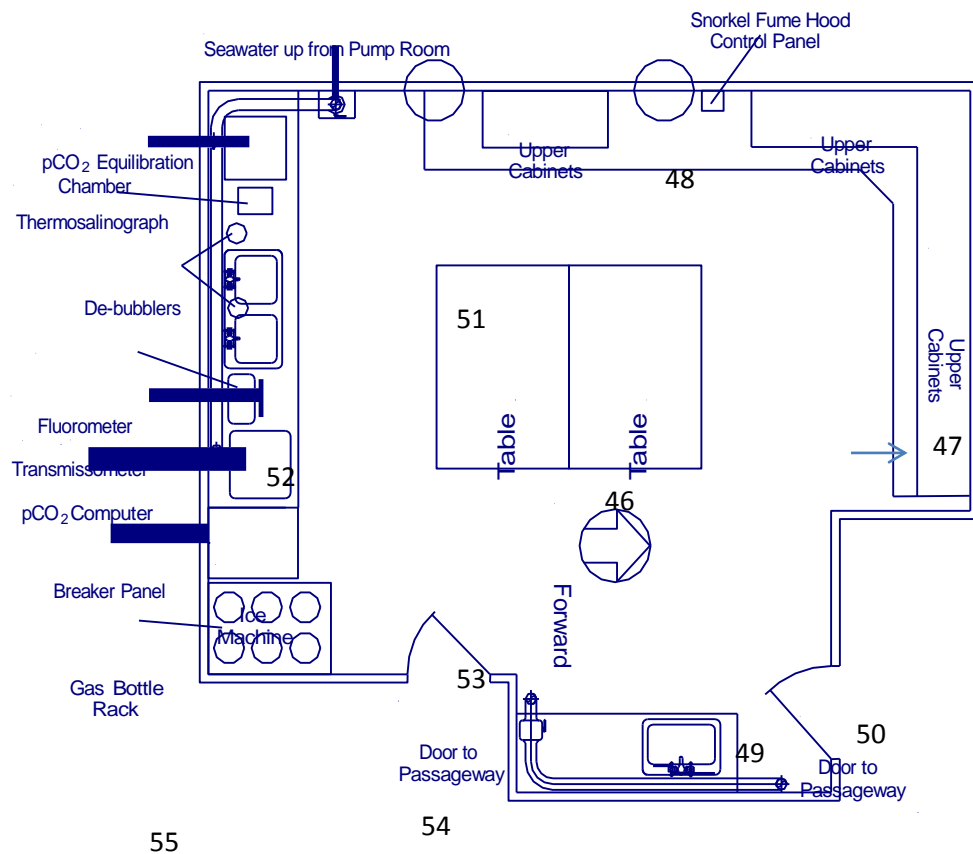 Snorkel Fume Hood
Control Panel
Seawater up from Pump Room
pCO2 Equilibration
Chamber
Upper
Cabinets
Upper
Cabinets
48
Thermosalinograph
De-bubblers
51
Upper
Cabinets
Fluorometer
Table
Table
47
Transmissometer
52
46
pCO2 Computer
Breaker Panel
Ice
Machine
Forward
53
Gas Bottle
Rack
50
49
Door to
Passageway
Door to
Passageway
54
55